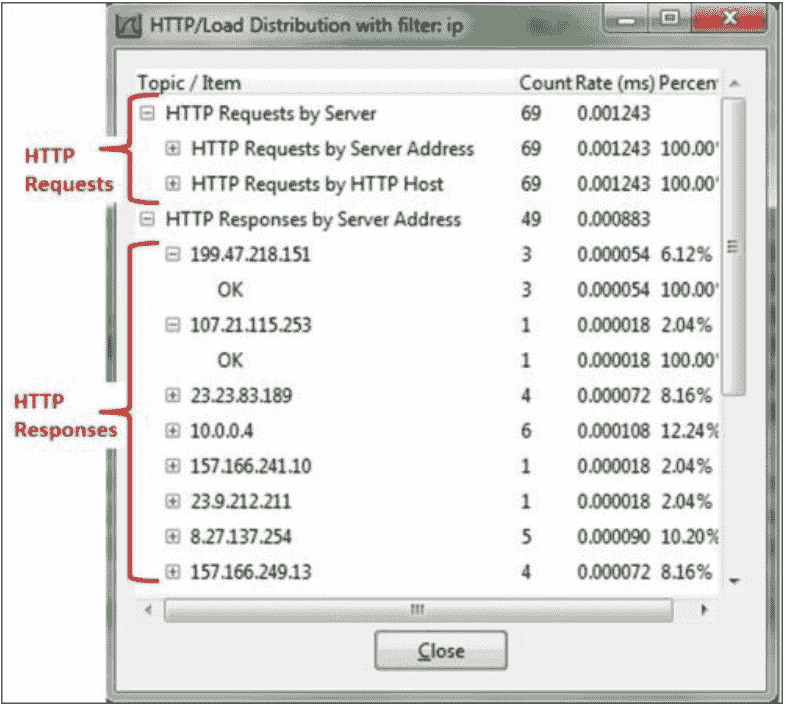 HTTP/Load Distribution with filter: ip
Topic / Item Count Rate (ms) Percen
HTTP Requests by Server 69 0.001243
HTTP Requests by Server Address 69 0.001243 100.00
HTTP Requests by HTTP Host 69 0.001243 100.00
HTTP Responses by Server Address 49 0.000883
199.47.218.151 3 0.000054 6.12%
OK 3 0.000054 100.00
107.21.115.253 1 0.000018 2.04%
OK 1 0.000018 100.00
23.23.83.189 4 0.000072 8.16%
10.0.0.4 6 0.000108 12.24%
157.166.241.10 1 0.000018 2.04%
23.9.212.211 1 0.000018 2.04%
8.27.137.254 5 0.000090 10.20%
157.166.249.13 4 0.000072 8.16%
Close
HTTP
Requests
HTTP
Responses